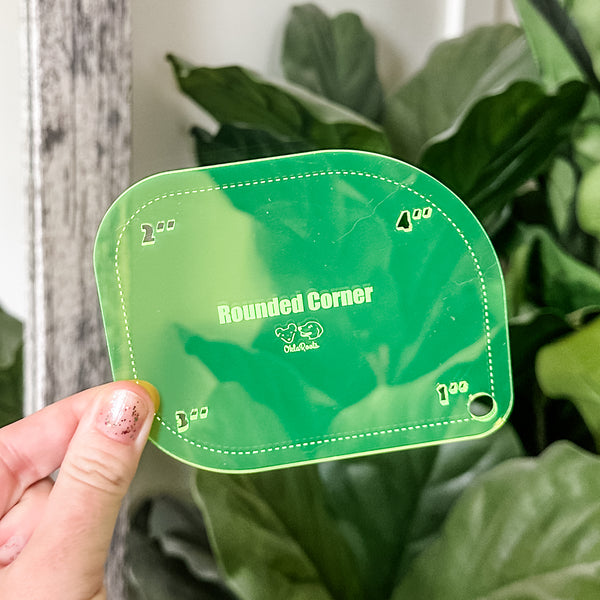 2"
4"
Rounded Corner
OhlaRoots
3"
1"